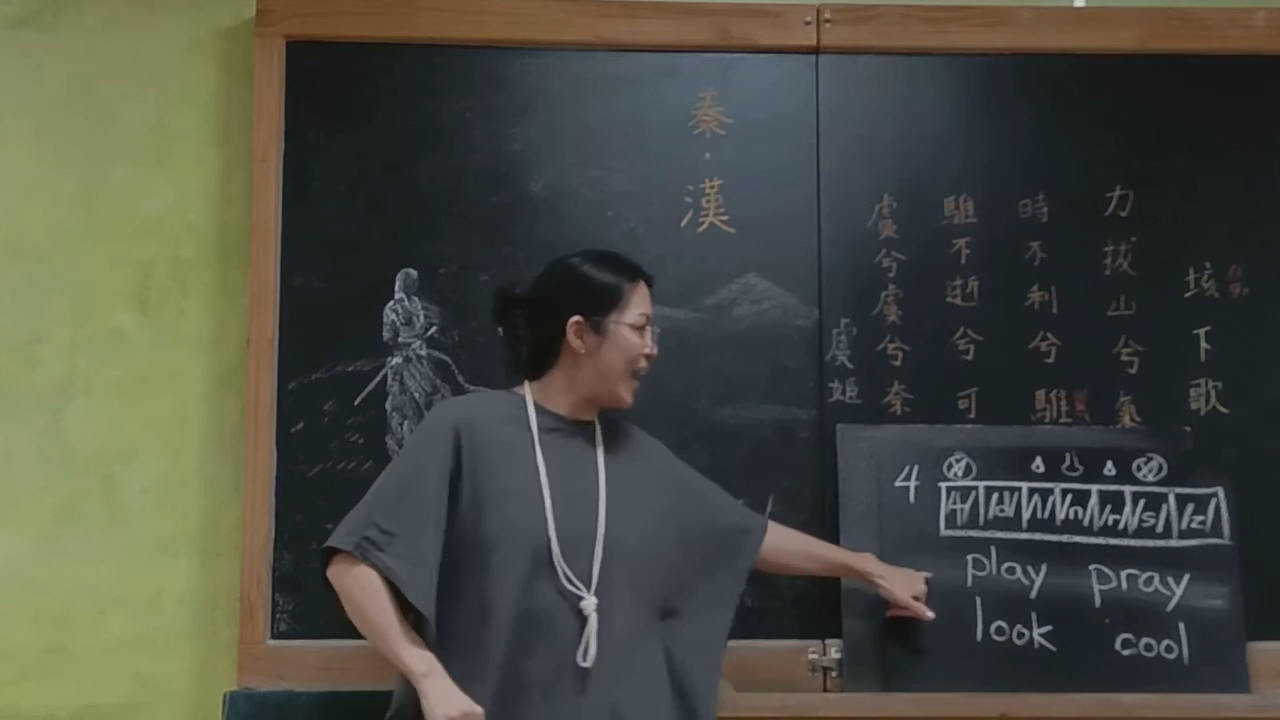 秦·漢
垓下歌
力拔山兮氣
時不利兮騅
騅不逝兮可
虞兮虞兮奈
虞姬
4
/t/ /d/ /l/ /n/ /r/ /s/ /z/
play pray
look cool